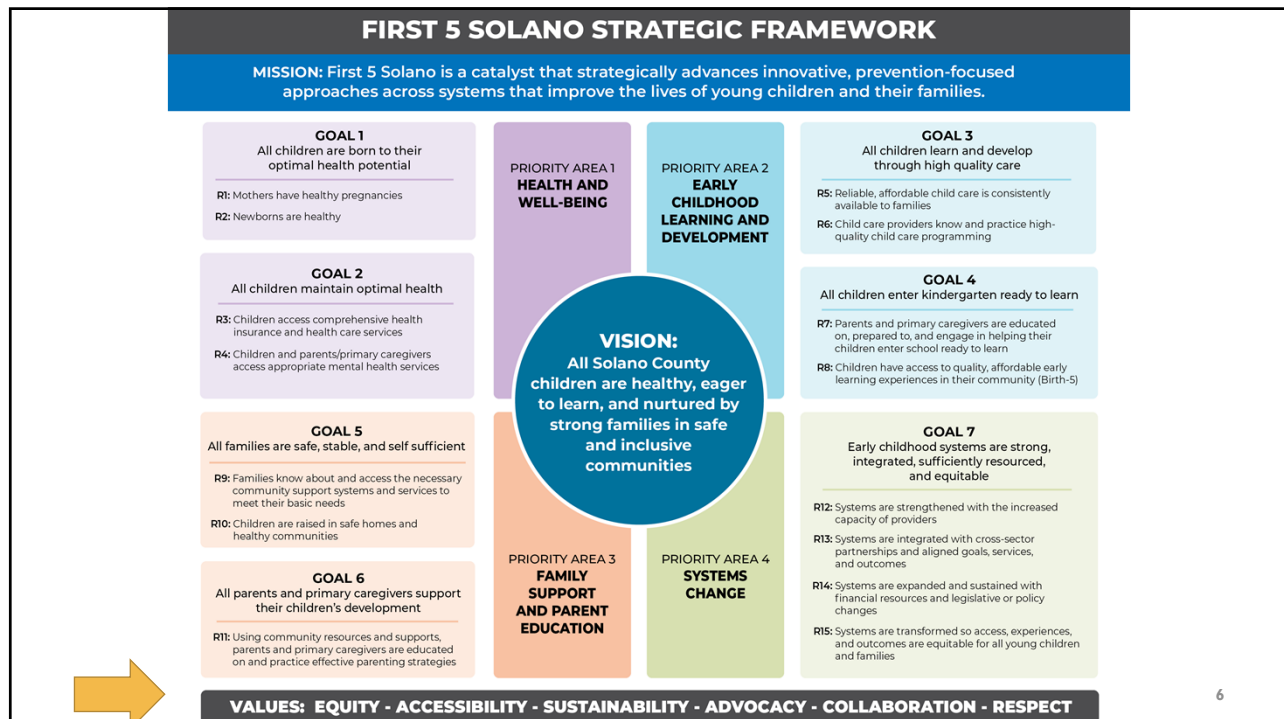 FIRST 5 SOLANO STRATEGIC FRAMEWORK
MISSION: First 5 Solano is a catalyst that strategically advances innovative, prevention-focused
approaches across systems that improve the lives of young children and their families.
GOAL 1
All children are born to their
optimal health potential
R1: Mothers have healthy pregnancies
R2: Newborns are healthy
GOAL 2
All children maintain optimal health
R3: Children access comprehensive health
insurance and health care services
R4: Children and parents/primary caregivers
access appropriate mental health services
PRIORITY AREA 1
HEALTH AND
WELL-BEING
PRIORITY AREA 2
EARLY
CHILDHOOD
LEARNING AND
DEVELOPMENT
GOAL 3
All children learn and develop
through high quality care
R5: Reliable, affordable child care is consistently
available to families
R6: Child care providers know and practice high-
quality child care programming
GOAL 4
All children enter kindergarten ready to learn
R7: Parents and primary caregivers are educated
on, prepared to, and engage in helping their
children enter school ready to learn
R8: Children have access to quality, affordable early
learning experiences in their community (Birth-5)
VISION:
All Solano County
children are healthy, eager
to learn, and nurtured by
strong families in safe
and inclusive
communities
GOAL 5
All families are safe, stable, and self sufficient
R9: Families know about and access the necessary
community support systems and services to
meet their basic needs
R10: Children are raised in safe homes and
healthy communities
GOAL 6
All parents and primary caregivers support
their children's development
R11: Using community resources and supports,
parents and primary caregivers are educated
on and practice effective parenting strategies
PRIORITY AREA 3
FAMILY
SUPPORT
AND PARENT
EDUCATION
PRIORITY AREA 4
SYSTEMS
CHANGE
GOAL 7
Early childhood systems are strong,
integrated, sufficiently resourced,
and equitable
R12: Systems are strengthened with the increased
capacity of providers
R13: Systems are integrated with cross-sector
partnerships and aligned goals, services,
and outcomes
R14: Systems are expanded and sustained with
financial resources and legislative or policy
changes
R15: Systems are transformed so access, experiences,
and outcomes are equitable for all young children
and families
VALUES: EQUITY - ACCESSIBILITY - SUSTAINABILITY - ADVOCACY - COLLABORATION - RESPECT
6